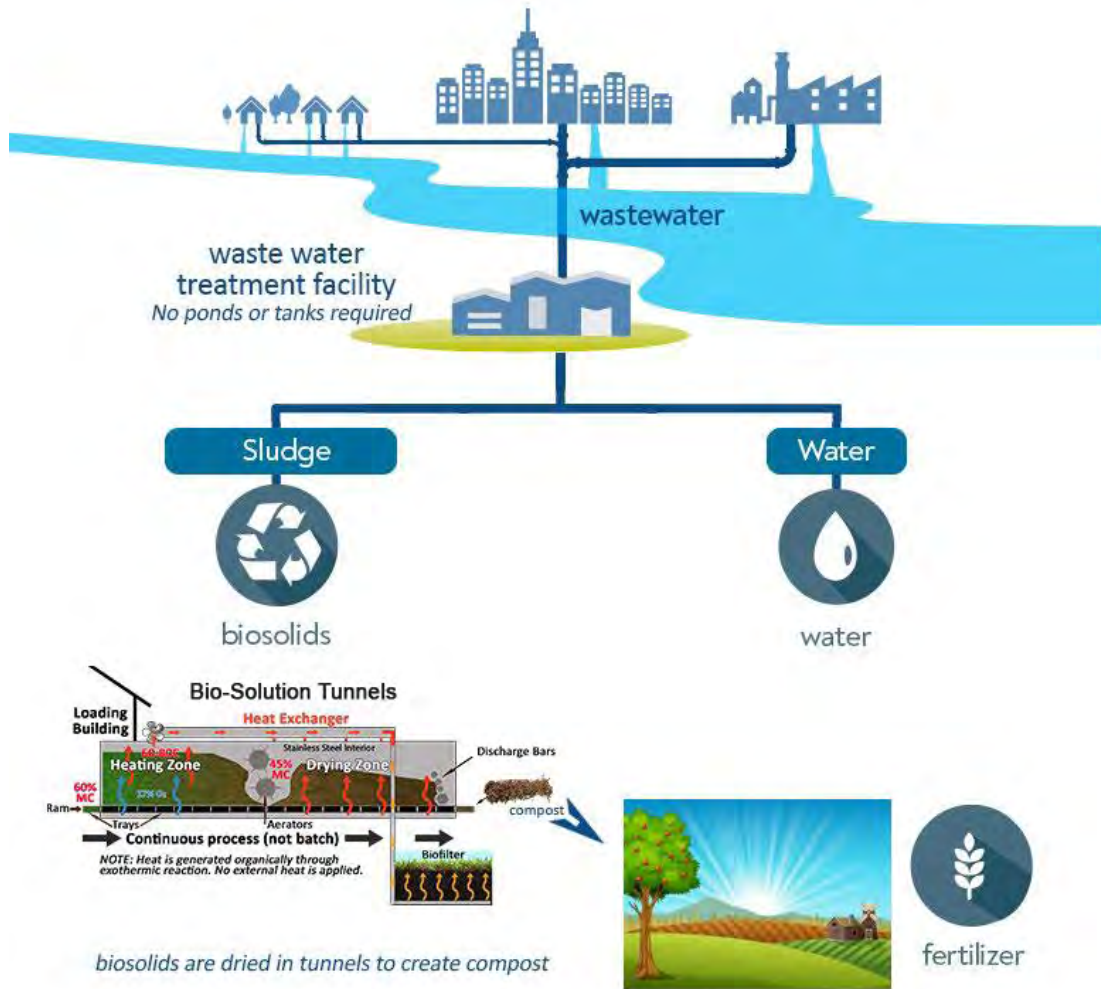 wastewater
waste water
treatment facility
No ponds or tanks required
Sludge
Water
biosolids
water
Bio-Solution Tunnels
Loading
Building
Heat Exchanger
Stainless Steel Interior
Discharge Bars
60-80C
Heating Zone
45%
MC
Drying Zone
60%
MC
Ram
Trays
Aerators
compost
Continuous process (not batch)
NOTE: Heat is generated organically through
exothermic reaction. No external heat is applied.
Biofilter
biosolids are dried in tunnels to create compost
fertilizer